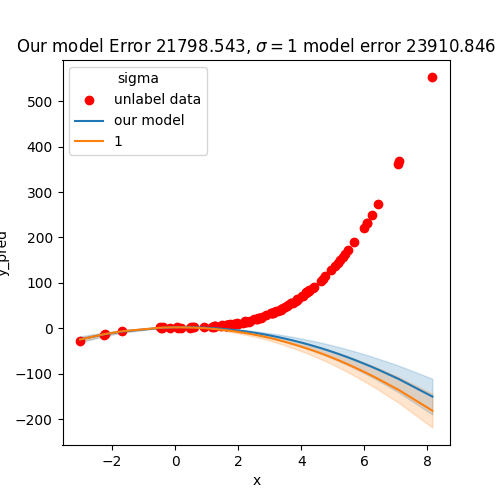 Our model Error 21798.543, σ = 1 model error 23910.846
sigma
unlabel data
our model
1
500
400
300
200
100
0
−100
−200
y_pred
−2
0
2
4
6
8
x